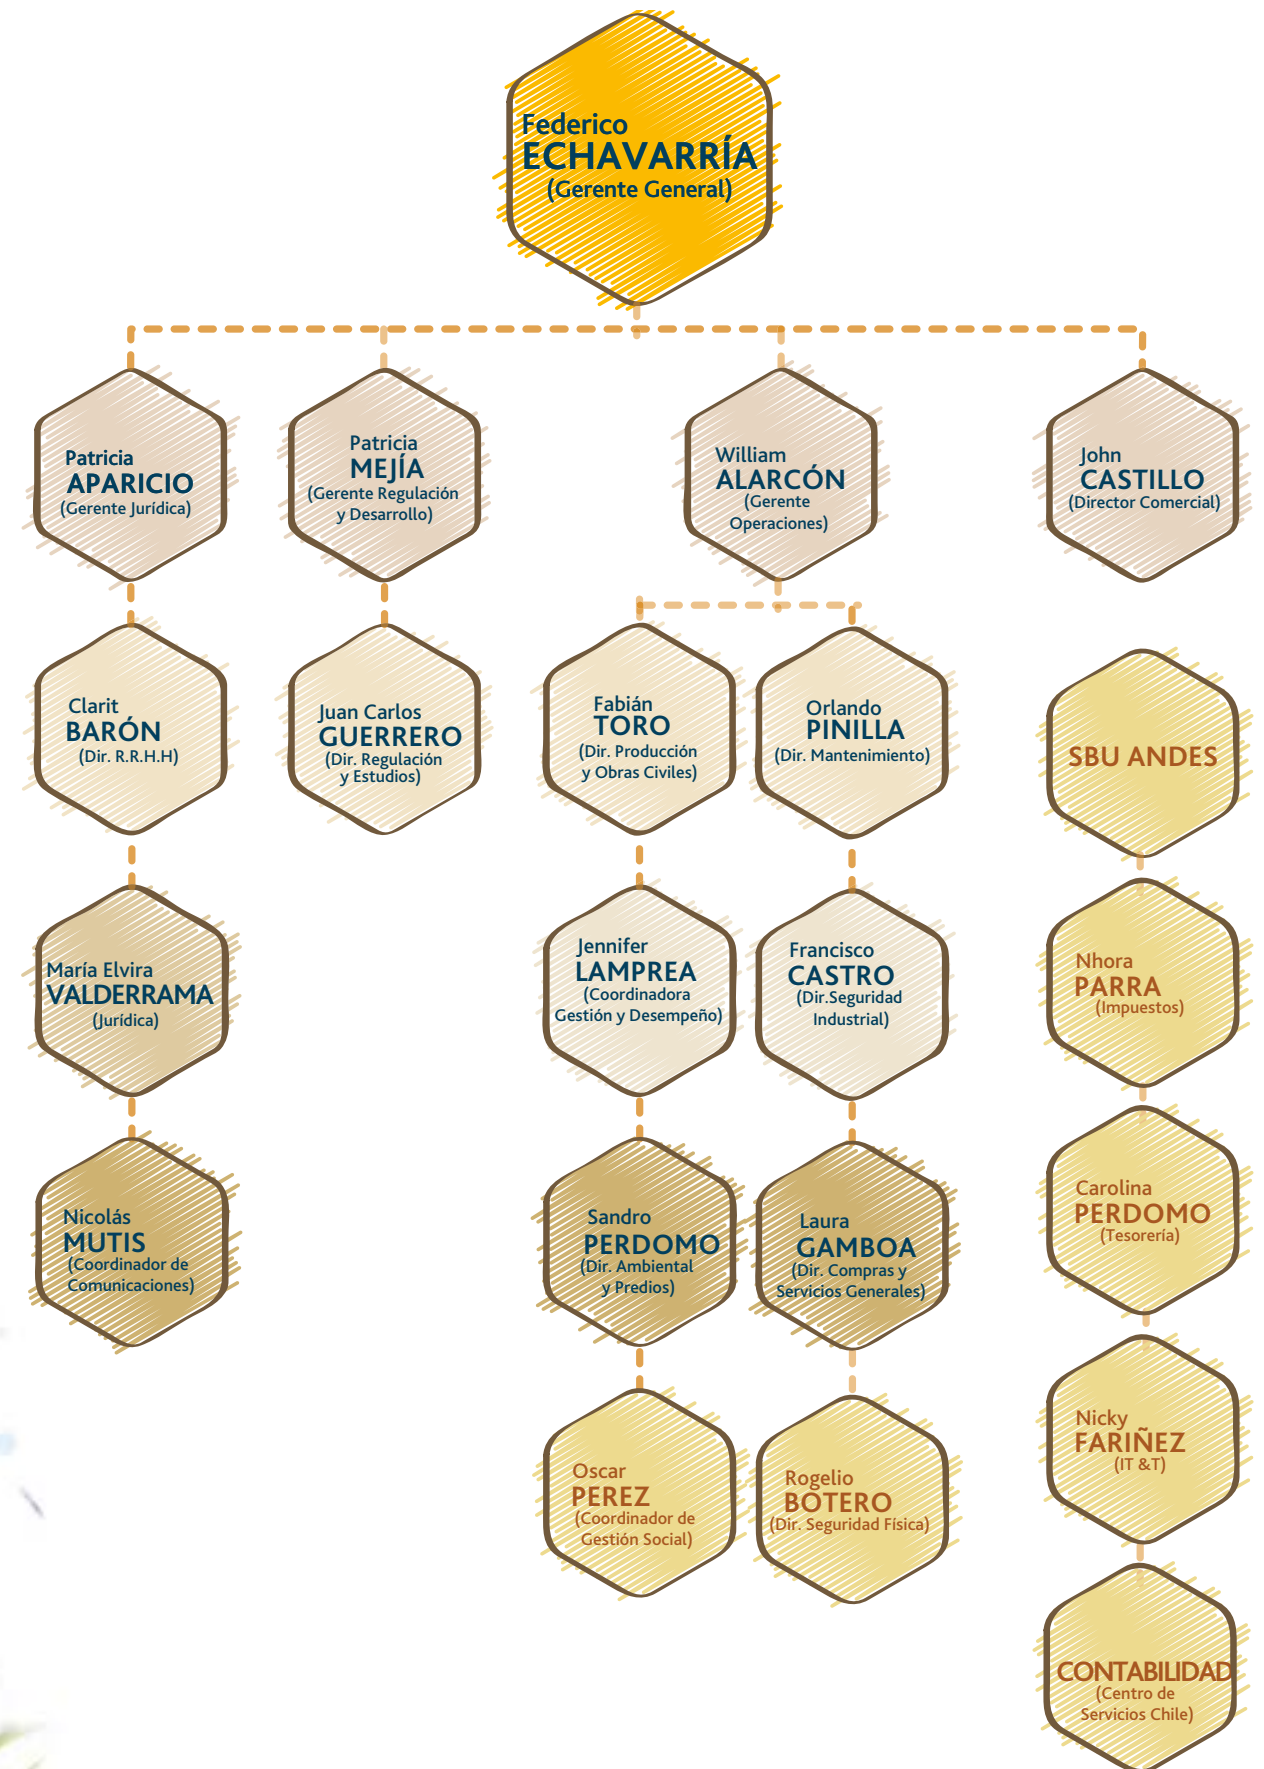 Federico
ECHAVARRÍA
(Gerente General)
Patricia
APARICIO
(Gerente Jurídica)
Patricia
MEJÍA
(Gerente Regulación
y Desarrollo)
William
ALARCÓN
(Gerente
Operaciones)
John
CASTILLO
(Director Comercial)
Clarit
BARÓN
(Dir. R.R.H.H)
Juan Carlos
GUERRERO
(Dir. Regulación
y Estudios)
Fabián
TORO
(Dir. Producción
y Obras Civiles)
Orlando
PINILLA
(Dir. Mantenimiento)
SBU ANDES
María Elvira
VALDERRAMA
(Jurídica)
Jennifer
LAMPREA
(Coordinadora
Gestión y Desempeño)
Francisco
CASTRO
(Dir.Seguridad
Industrial)
Nhora
PARRA
(Impuestos)
Nicolás
MUTIS
(Coordinador de
Comunicaciones)
Sandro
PERDOMO
(Dir. Ambiental
y Predios)
Laura
GAMBOA
(Dir. Compras y
Servicios Generales)
Carolina
PERDOMO
(Tesorería)
Oscar
PEREZ
(Coordinador de
Gestión Social)
Rogelio
BOTERO
(Dir. Seguridad Física)
Nicky
FARIÑEZ
(IT &T)
CONTABILIDAD
(Centro de
Servicios Chile)